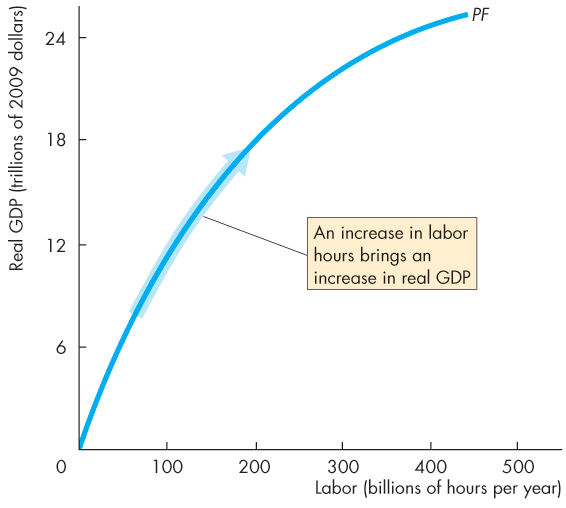 Real GDP (trillions of 2009 dollars)
24
18
12
6
0
PF
An increase in labor
hours brings an
increase in real GDP
100
200
300
400
500
Labor (billions of hours per year)